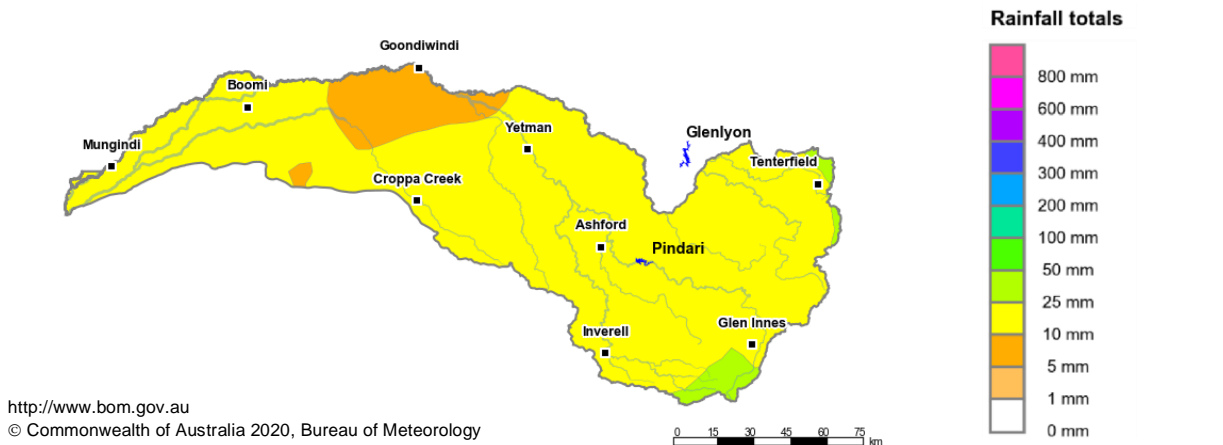 Rainfall totals
800 mm
600 mm
400 mm
300 mm
200 mm
100 mm
50 mm
25 mm
10 mm
5 mm
1 mm
0 mm
Goondiwindi
Boomi
Mungindi
Yetman
Glenlyon
Tenterfield
Croppa Creek
Ashford
Pindari
Inverell
Glen Innes
http://www.bom.gov.au
© Commonwealth of Australia 2020, Bureau of Meteorology
0 15 30 45 60 75
km